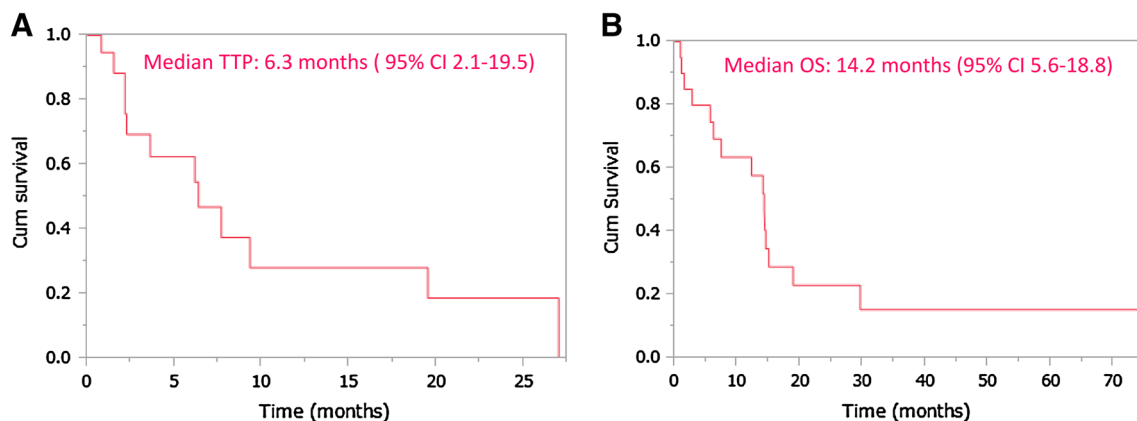 A
Median TTP: 6.3 months ( 95% CI 2.1-19.5)
Cum survival
1.0
0.8
0.6
0.4
0.2
0.0
0 5 10 15 20 25
Time (months)
B
Median OS: 14.2 months (95% CI 5.6-18.8)
Cum Survival
1.0
0.8
0.6
0.4
0.2
0.0
0 10 20 30 40 50 60 70
Time (months)